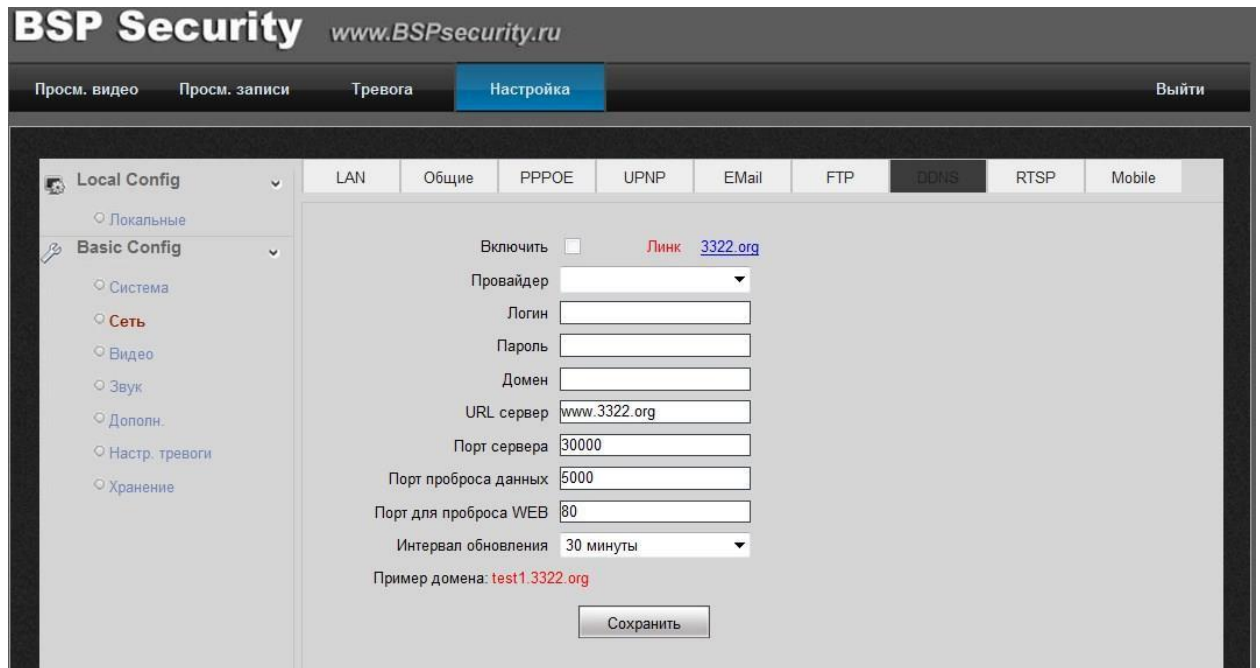 BSP Security www.BSPsecurity.ru
Просм. видео Просм. записи Тревога Настройка Выйти
LAN Общие PPPOE UPNP EMail FTP DDNS RTSP Mobile
Local Config
Локальные
Basic Config
Система
Сеть
Видео
Звук
Дополн.
Настр. тревоги
Хранение
Включить Линк 3322.org
Провайдер
Логин
Пароль
Домен
URL сервер www.3322.org
Порт сервера 30000
Порт проброса данных 5000
Порт для проброса WEB 80
Интервал обновления 30 минуты
Пример домена: test1.3322.org
Сохранить